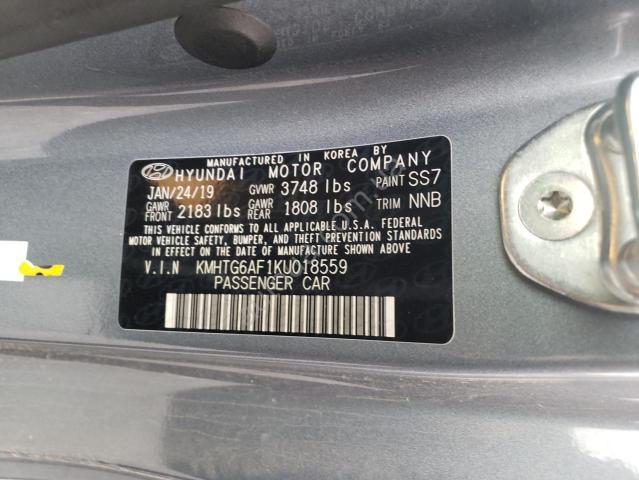 MANUFACTURED IN KOREA BY
HYUNDAI MOTOR COMPANY
JAN/24/19 GVWR 3748 lbs PAINT SS7
GAWR FRONT 2183 lbs GAWR REAR 1808 lbs TRIM NNB
THIS VEHICLE CONFORMS TO ALL APPLICABLE U.S.A. FEDERAL
MOTOR VEHICLE SAFETY, BUMPER, AND THEFT PREVENTION STANDARDS
IN EFFECT ON THE DATE OF MANUFACTURE SHOWN ABOVE.
V.I.N KMHTG6AF1KU018559
PASSENGER CAR